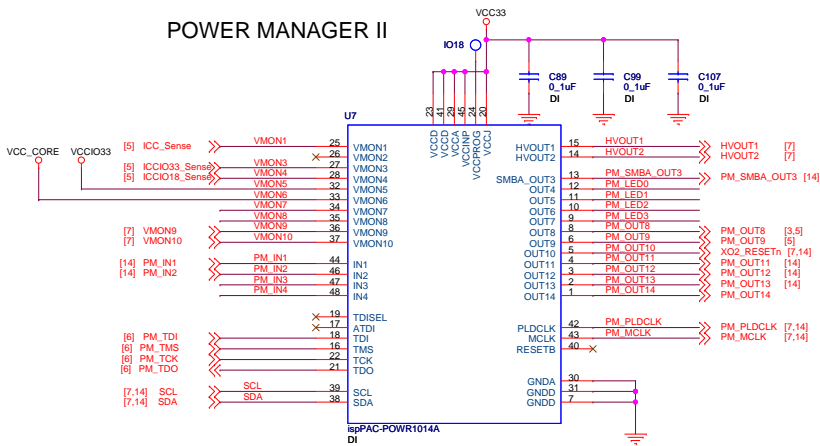 POWER MANAGER II
VCC33
IO18
C89
0_1uF
DI
C99
0_1uF
DI
C107
0_1uF
DI
U7
23 41 29 45 24 20
VCCD VCCD VCCA VCCINP VCCPROG VCCJ
VCC_CORE VCCIO33
[5] ICC_Sense VMON1 25 VMON1
26 VMON2
[5] ICCIO33_Sense VMON3 27 VMON3
[5] ICCIO18_Sense VMON4 28 VMON4
VMON5 32 VMON5
VMON6 33 VMON6
VMON7 34 VMON7
VMON8 35 VMON8
[7] VMON9 VMON9 36 VMON9
[7] VMON10 VMON10 37 VMON10
[14] PM_IN1 PM_IN1 44 IN1
[14] PM_IN2 PM_IN2 46 IN2
PM_IN3 47 IN3
PM_IN4 48 IN4
19 TDISEL
17 ATDI
[6] PM_TDI 18 TDI
[6] PM_TMS 16 TMS
[6] PM_TCK 22 TCK
[6] PM_TDO 21 TDO
[7,14] SCL SCL 39 SCL
[7,14] SDA SDA 38 SDA
HVOUT1 15 HVOUT1 HVOUT1 [7]
HVOUT2 14 HVOUT2 HVOUT2 [7]
SMBA_OUT3 13 PM_SMBA_OUT3 PM_SMBA_OUT3 [14]
OUT4 12 PM_LED0
OUT5 11 PM_LED1
OUT6 10 PM_LED2
OUT7 9 PM_LED3
OUT8 8 PM_OUT8 PM_OUT8 [3,5]
OUT9 6 PM_OUT9 PM_OUT9 [5]
OUT10 5 PM_OUT10 XO2_RESETn [7,14]
OUT11 4 PM_OUT11 PM_OUT11 [14]
OUT12 3 PM_OUT12 PM_OUT12 [14]
OUT13 2 PM_OUT13 PM_OUT13 [14]
OUT14 1 PM_OUT14 PM_OUT14
PLDCLK 42 PM_PLDCLK PM_PLDCLK [7,14]
MCLK 43 PM_MCLK PM_MCLK [7,14]
RESETB 40
GNDA 30
GNDD 31
GNDD 7
ispPAC-POWR1014A
DI